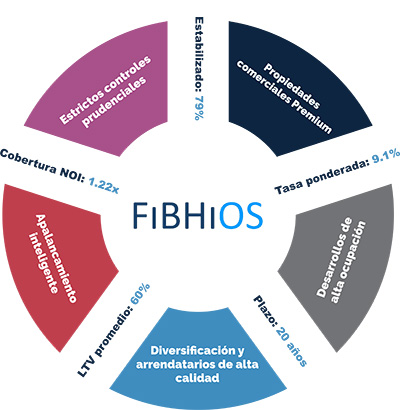 Estabilizado: 79%
Propiedades
comerciales Premium
Tasa ponderada: 9.1%
Desarrollos de
alta ocupación
Plazo: 20 años
Diversificación y
arrendatarios de alta
calidad
LTV promedio: 60%
Apalancamiento
inteligente
Cobertura NOI: 1.22x
Estrictos controles
prudenciales
FiBHiOS